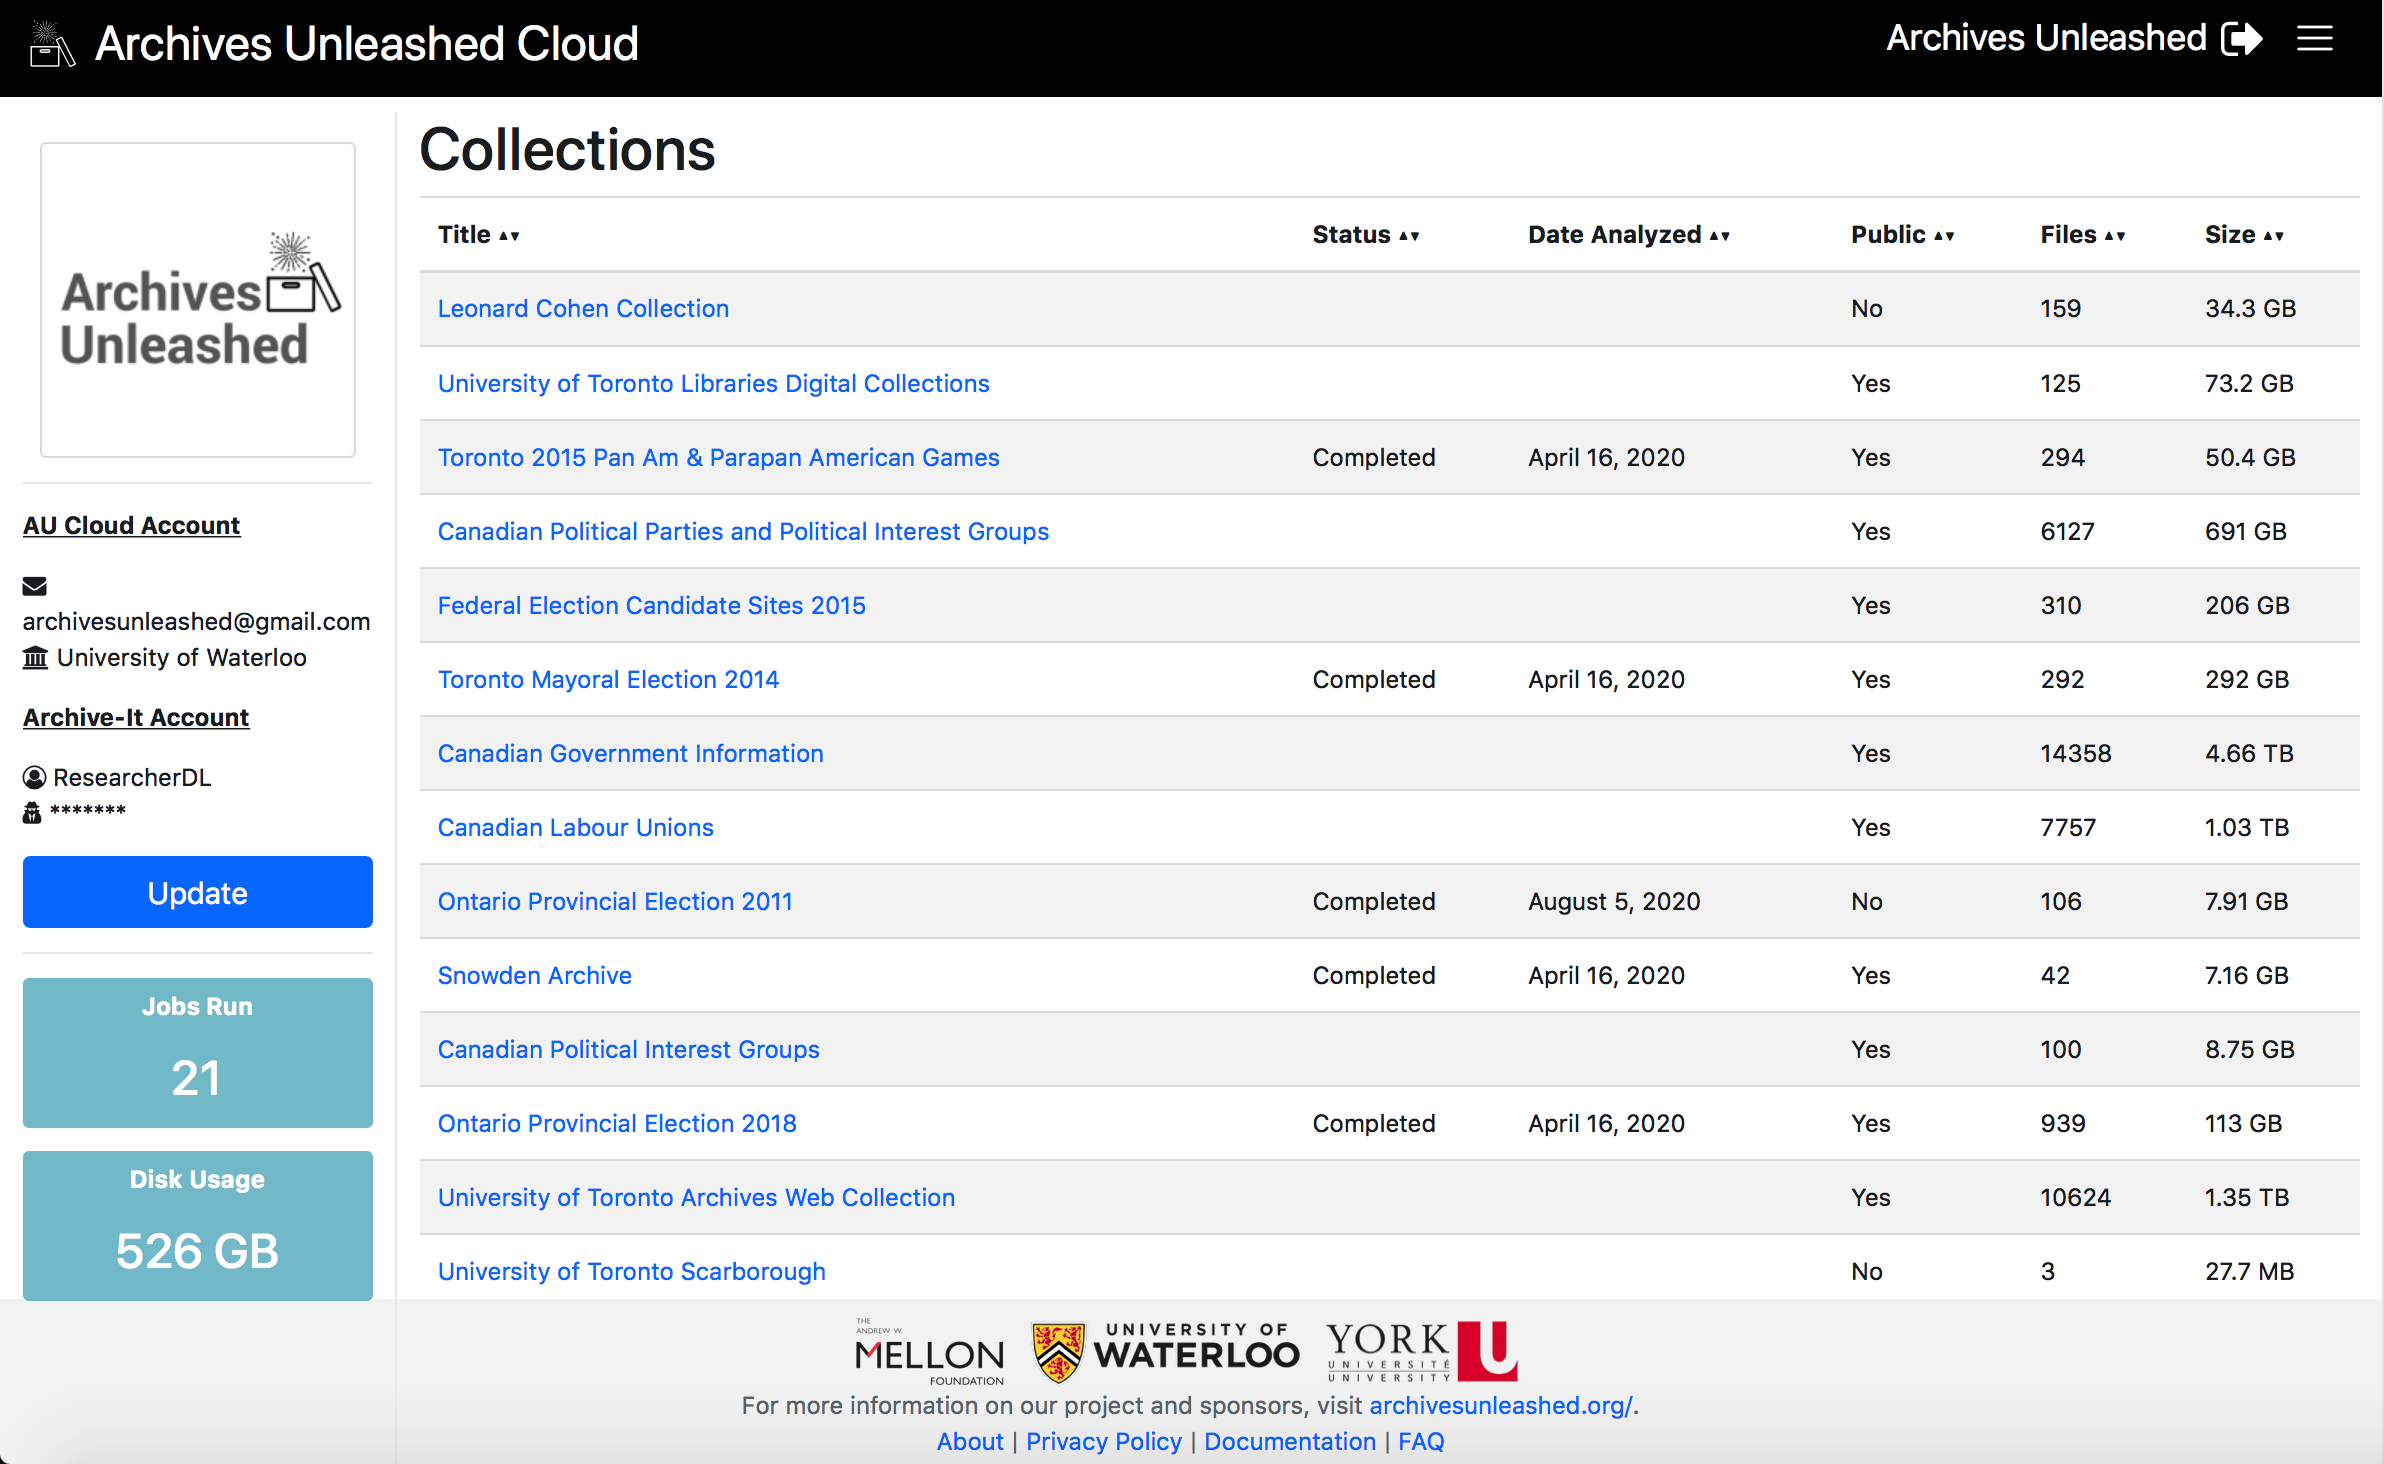 Archives Unleashed Cloud
Archives Unleashed
Archives
Unleashed
AU Cloud Account
archivesunleashed@gmail.com
University of Waterloo
Archive-It Account
ResearcherDL
*******
Update
Jobs Run
21
Disk Usage
526 GB
Collections
Title Status Date Analyzed Public Files Size
Leonard Cohen Collection No 159 34.3 GB
University of Toronto Libraries Digital Collections Yes 125 73.2 GB
Toronto 2015 Pan Am & Parapan American Games Completed April 16, 2020 Yes 294 50.4 GB
Canadian Political Parties and Political Interest Groups Yes 6127 691 GB
Federal Election Candidate Sites 2015 Yes 310 206 GB
Toronto Mayoral Election 2014 Completed April 16, 2020 Yes 292 292 GB
Canadian Government Information Yes 14358 4.66 TB
Canadian Labour Unions Yes 7757 1.03 TB
Ontario Provincial Election 2011 Completed August 5, 2020 No 106 7.91 GB
Snowden Archive Completed April 16, 2020 Yes 42 7.16 GB
Canadian Political Interest Groups Yes 100 8.75 GB
Ontario Provincial Election 2018 Completed April 16, 2020 Yes 939 113 GB
University of Toronto Archives Web Collection Yes 10624 1.35 TB
University of Toronto Scarborough No 3 27.7 MB
THE
ANDREW W.
MELLON
FOUNDATION
UNIVERSITY OF
WATERLOO
YORK
UNIVERSITÉ
UNIVERSITY
U
For more information on our project and sponsors, visit archivesunleashed.org/.
About | Privacy Policy | Documentation | FAQ